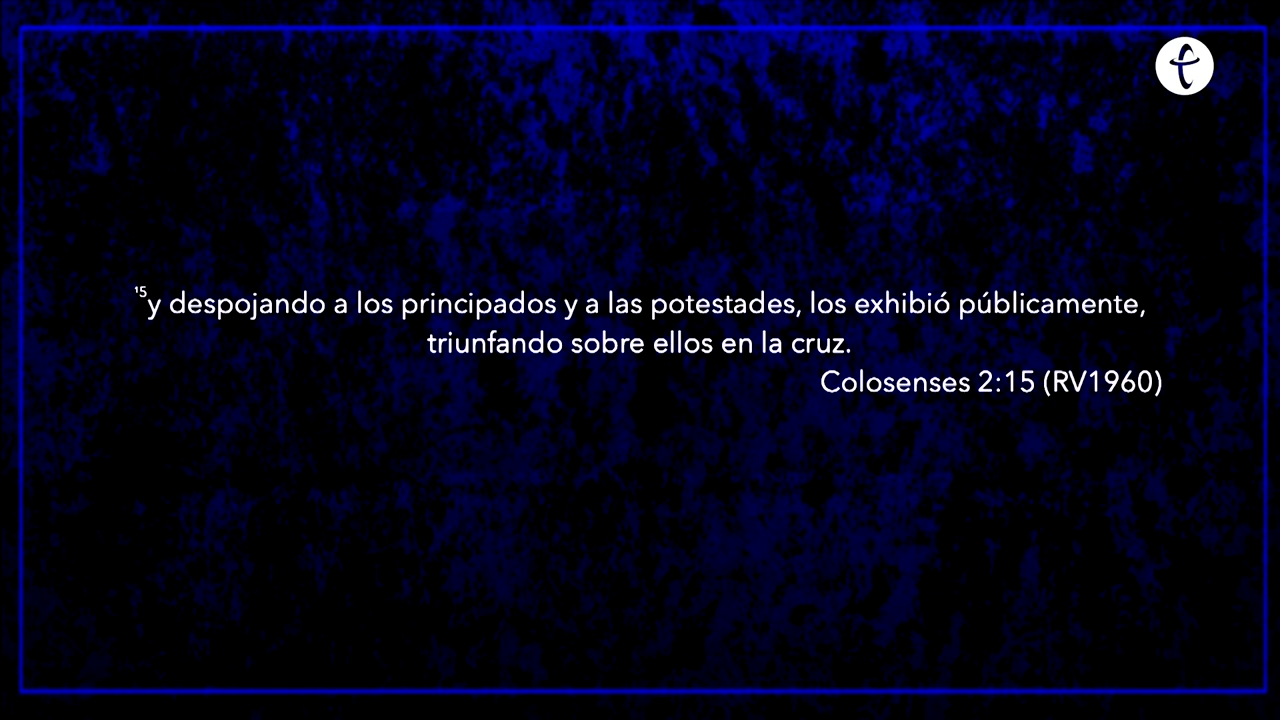 ¹⁵y despojando a los principados y a las potestades, los exhibió públicamente,
triunfando sobre ellos en la cruz.
Colosenses 2:15 (RV1960)